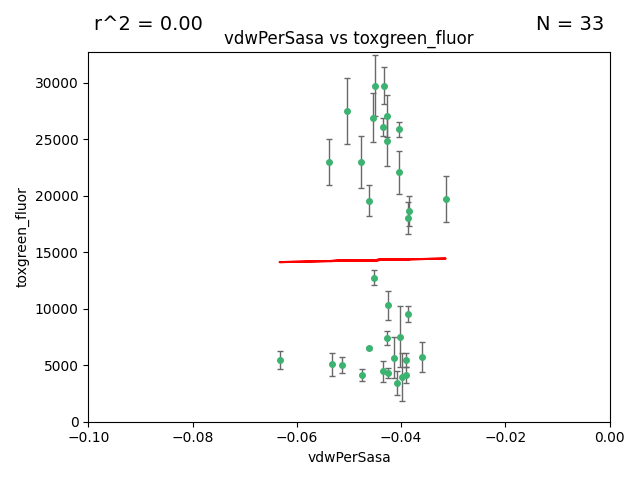 r^2 = 0.00
N = 33
vdwPerSasa vs toxgreen_fluor
toxgreen_fluor
30000
25000
20000
15000
10000
5000
0
−0.10
−0.08
−0.06
−0.04
−0.02
0.00
vdwPerSasa